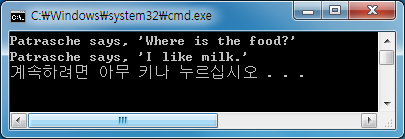 C:₩Windows₩system32₩cmd.exe
Patrasche says, 'Where is the food?'
Patrasche says, 'I like milk.'
계속하려면 아무 키나 누르십시오 . . .